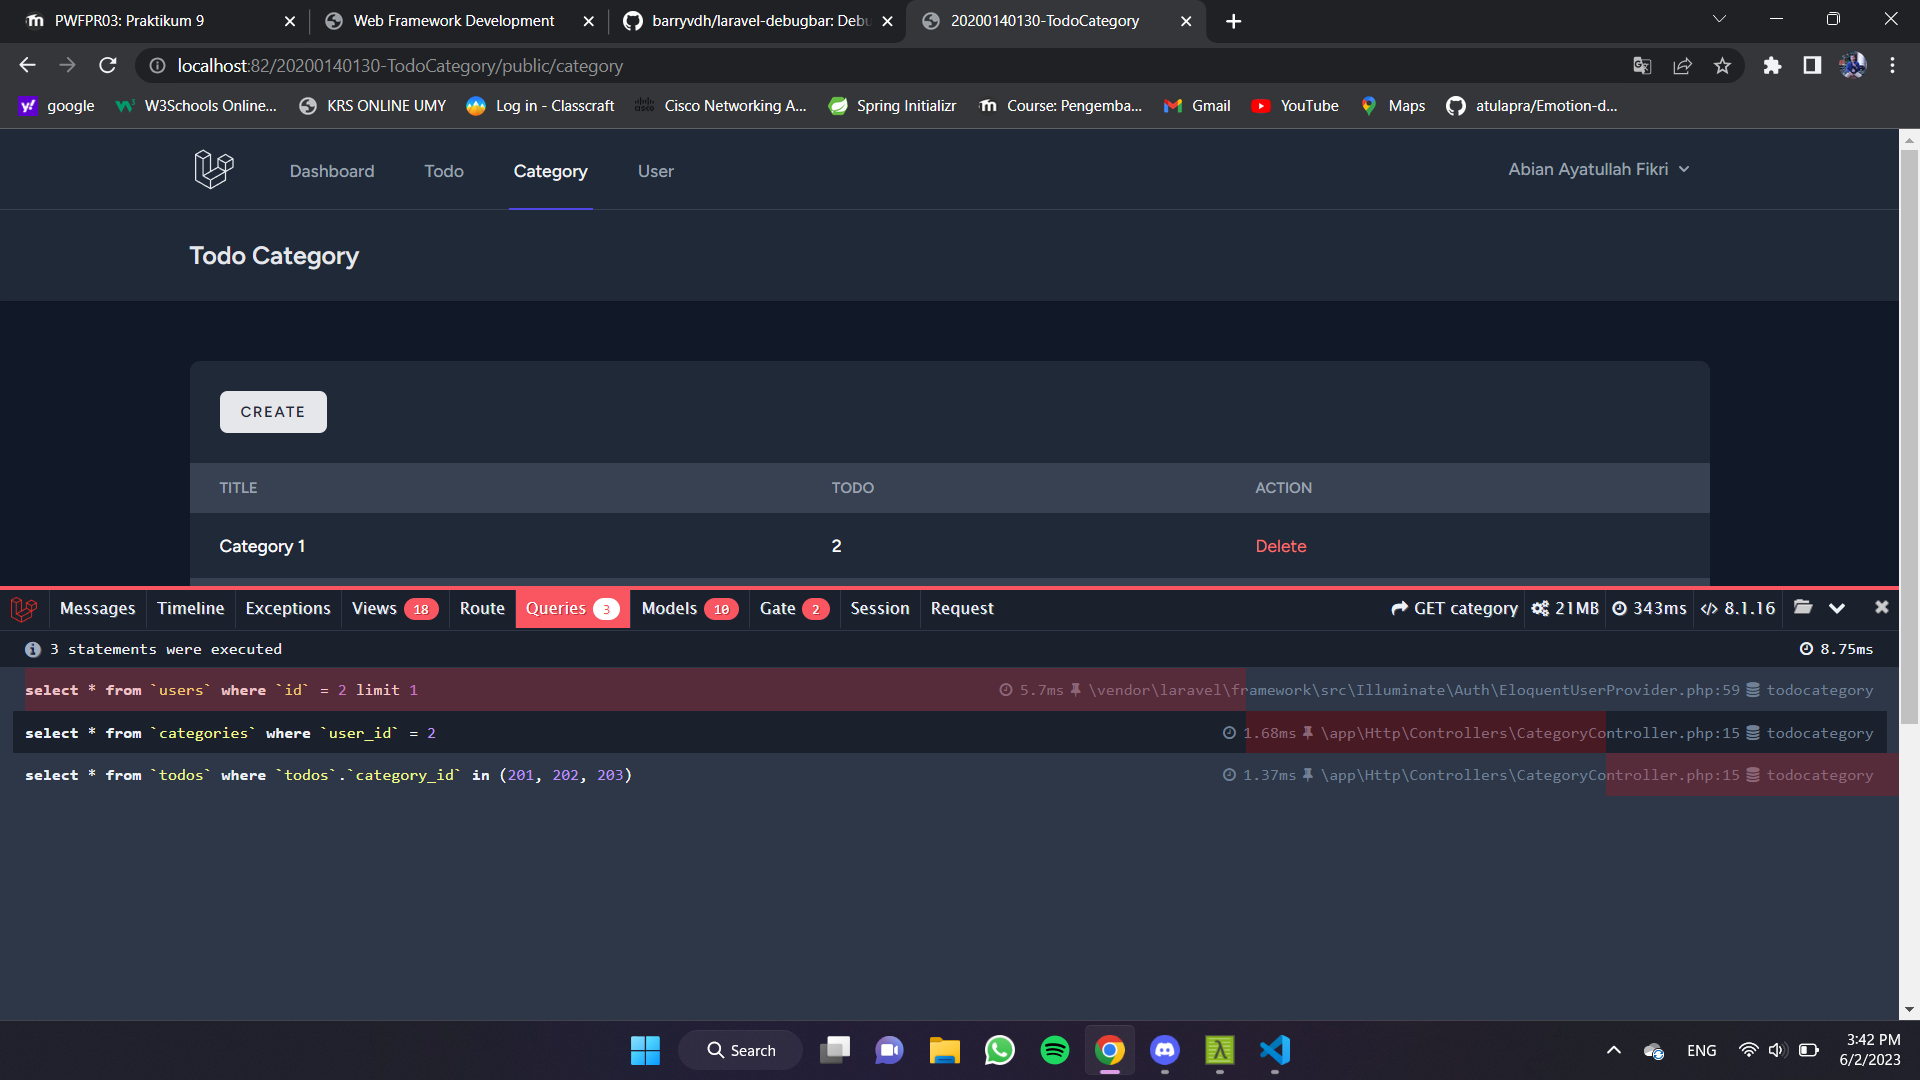 PWFPR03: Praktikum 9
Web Framework Development
barryvdh/laravel-debugbar: Debu
20200140130-TodoCategory
localhost:82/20200140130-TodoCategory/public/category
google
W3Schools Online...
KRS ONLINE UMY
Log in - Classcraft
Cisco Networking A...
Spring Initializr
Course: Pengemba...
Gmail
YouTube
Maps
atulapra/Emotion-d...
Dashboard
Todo
Category
User
Abian Ayatullah Fikri
Todo Category
CREATE
TITLE TODO ACTION
Category 1 2 Delete
Messages Timeline Exceptions Views 18 Route Queries 3 Models 10 Gate 2 Session Request GET category 21MB 343ms 8.1.16
3 statements were executed 8.75ms
select * from `users` where `id` = 2 limit 1 5.7ms \vendor\laravel\framework\src\Illuminate\Auth\EloquentUserProvider.php:59 todocategory
select * from `categories` where `user_id` = 2 1.68ms \app\Http\Controllers\CategoryController.php:15 todocategory
select * from `todos` where `todos`.`category_id` in (201, 202, 203) 1.37ms \app\Http\Controllers\CategoryController.php:15 todocategory
Search
ENG
3:42 PM
6/2/2023